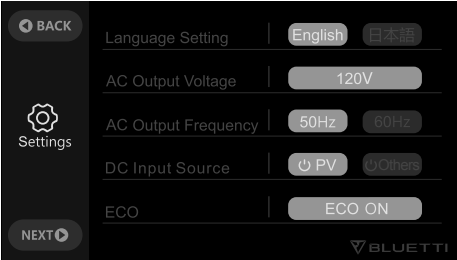 BACK
Language Setting English 日本語
AC Output Voltage 120V
Settings
AC Output Frequency 50Hz 60Hz
DC Input Source PV Others
ECO ECO ON
NEXT
BLUETTI